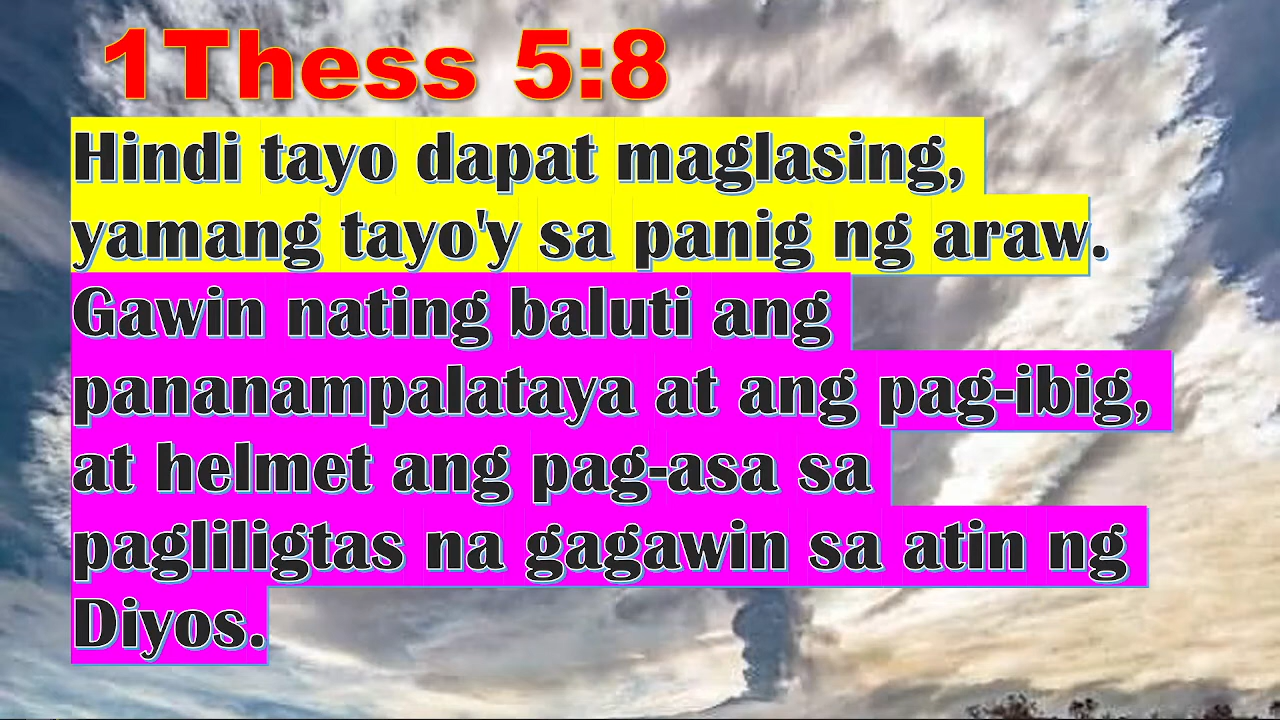 1Thess 5:8
Hindi tayo dapat maglasing,
yamang tayo'y sa panig ng araw.
Gawin nating baluti ang
pananampalataya at ang pag-ibig,
at helmet ang pag-asa sa
pagliligtas na gagawin sa atin ng
Diyos.